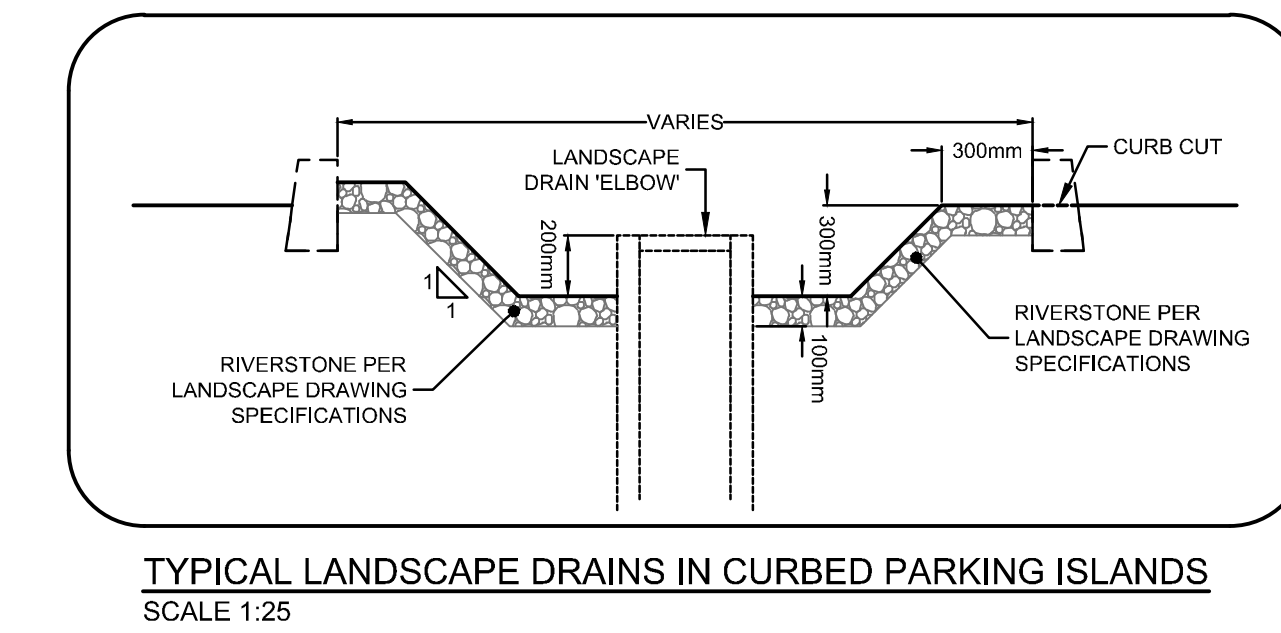 VARIES
LANDSCAPE
DRAIN 'ELBOW'
300mm
CURB CUT
200mm
300mm
1
1
100mm
RIVERSTONE PER
LANDSCAPE DRAWING
SPECIFICATIONS
RIVERSTONE PER
LANDSCAPE DRAWING
SPECIFICATIONS
TYPICAL LANDSCAPE DRAINS IN CURBED PARKING ISLANDS
SCALE 1:25